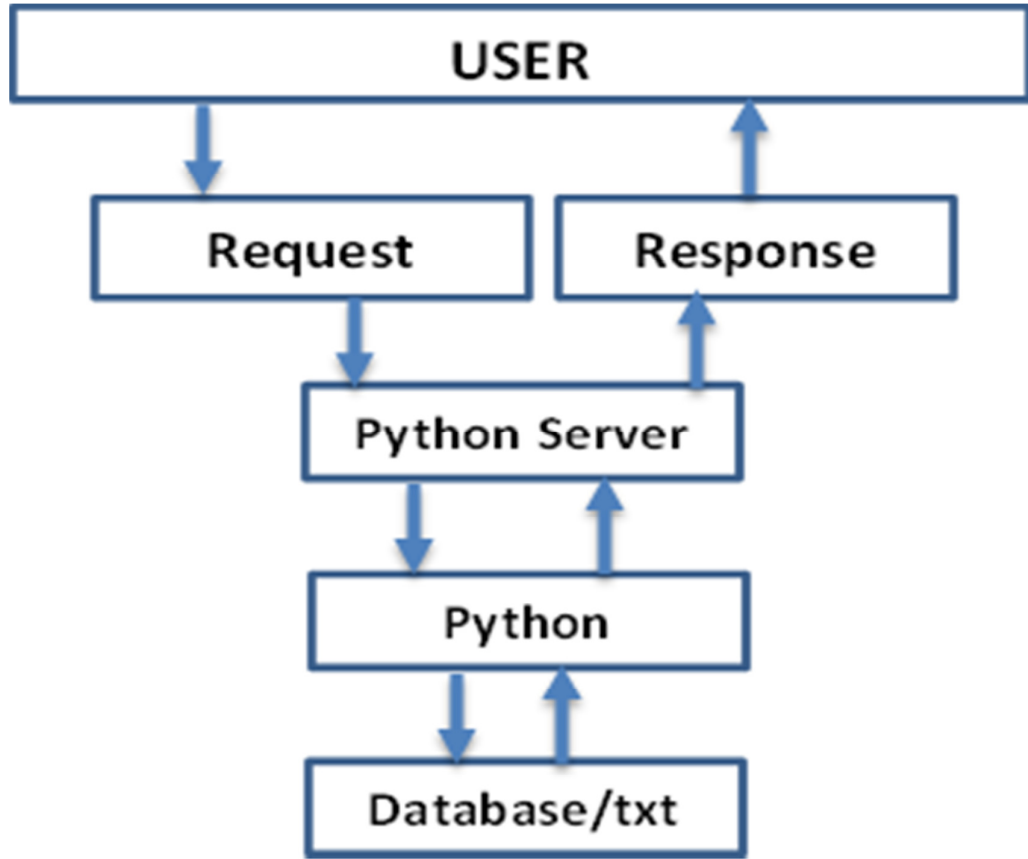 USER
Request
Response
Python Server
Python
Database/txt